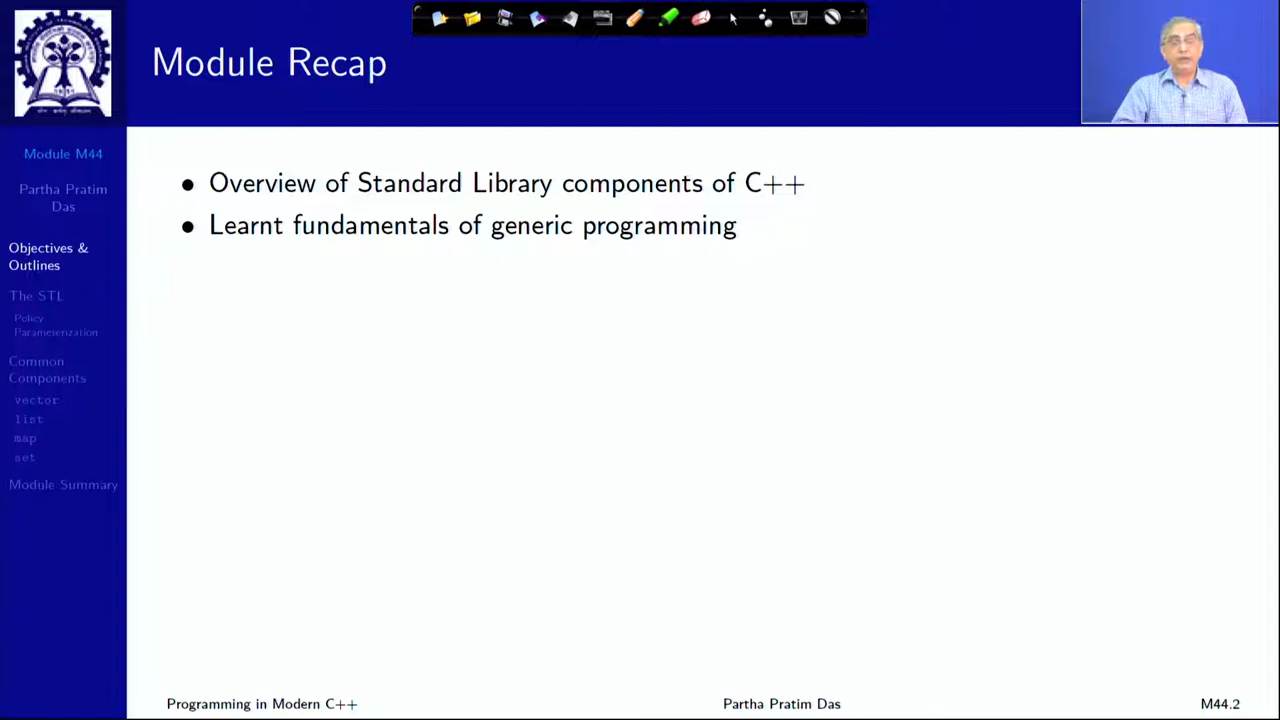 Module Recap
Module M44
Partha Pratim
Das
Objectives &
Outlines
The STL
Policy
Parameterization
Common
Components
vector
list
map
set
Module Summary
• Overview of Standard Library components of C++
• Learnt fundamentals of generic programming
Programming in Modern C++
Partha Pratim Das
M44.2